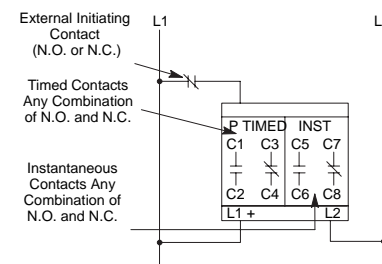 External Initiating
Contact
(N.O. or N.C.)
L1
L
Timed Contacts
Any Combination
of N.O. and N.C.
P TIMED INST
C1 C3 C5 C7
C2 C4 C6 C8
L1 + L2
Instantaneous
Contacts Any
Combination of
N.O. and N.C.